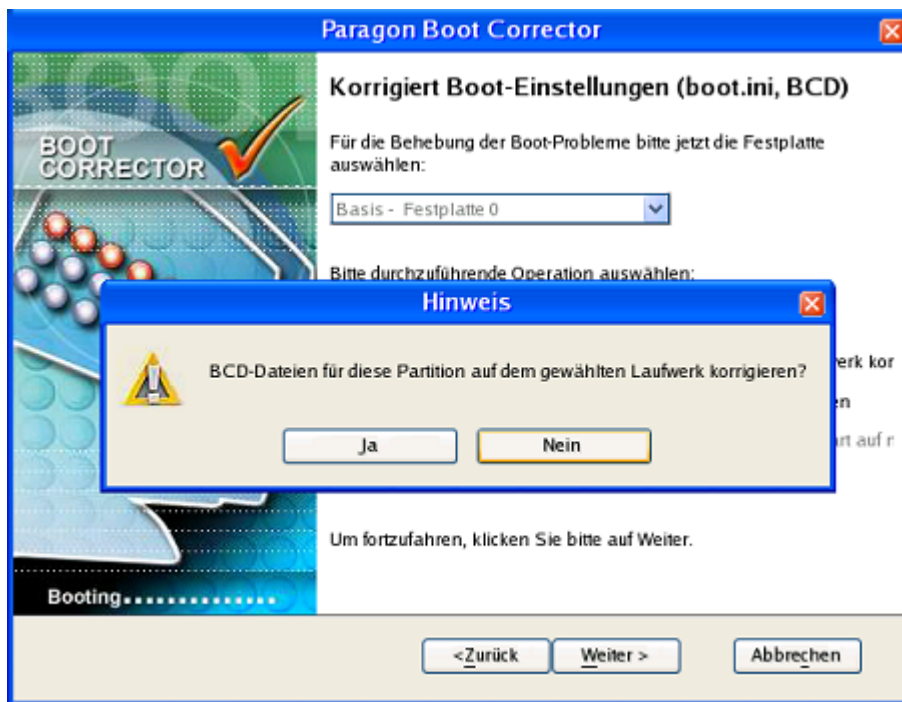 Paragon Boot Corrector
BOOT
CORRECTOR
Korrigiert Boot-Einstellungen (boot.ini, BCD)
Für die Behebung der Boot-Probleme bitte jetzt die Festplatte
auswählen:
Basis - Festplatte 0
Bitte durchzuführende Operation auswählen:
Hinweis
BCD-Dateien für diese Partition auf dem gewählten Laufwerk korrigieren?
Ja
Nein
Um fortzufahren, klicken Sie bitte auf Weiter.
Booting...............
<Zurück
Weiter >
Abbrechen